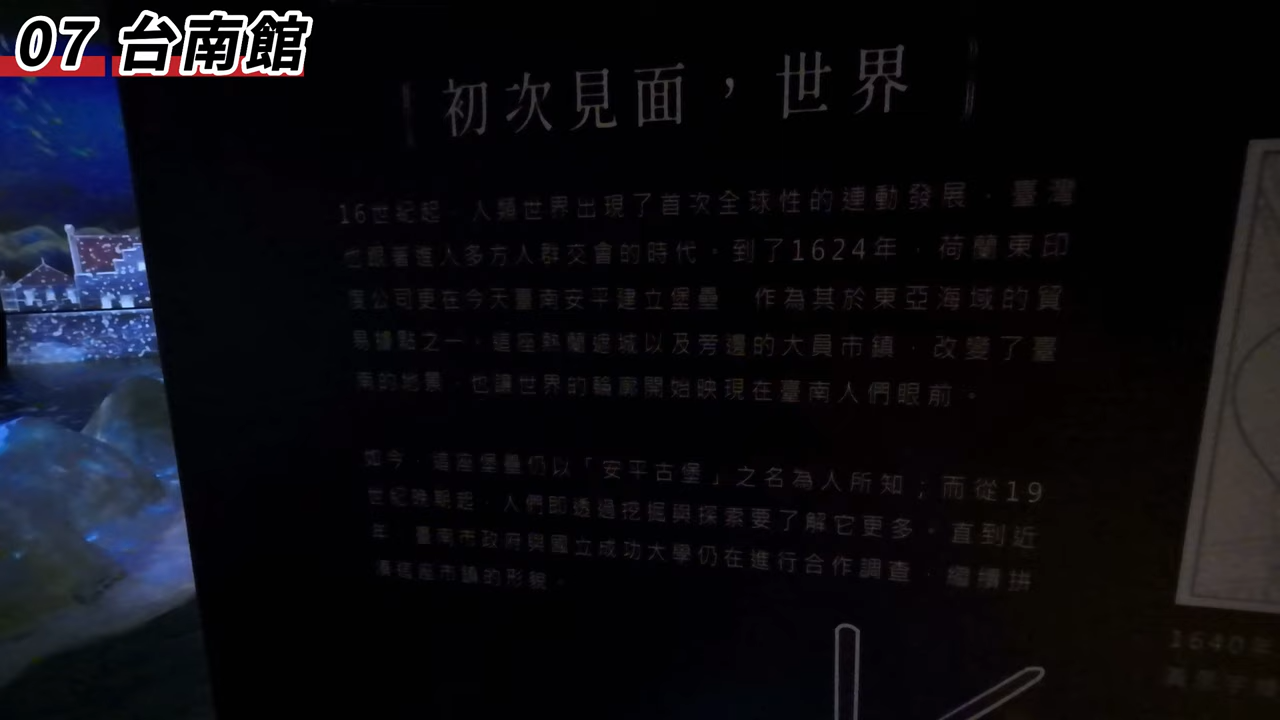 07 台南館
初次見面，世界
16世紀起，人類世界出現了首次全球性的連動發展，臺灣
也跟著進入多方人群交會的時代。到了1624年，荷蘭東印
度公司更在今天臺南安平建立堡壘，作為其於東亞海域的貿
易據點之一。這座熱蘭遮城以及旁邊的大員市鎮，改變了臺
南的地景，也讓世界的輪廓開始映現在臺南人們眼前。
如今，這座堡壘仍以「安平古堡」之名為人所知；而從19
世紀晚期起，人們即透過挖掘與探索要了解它更多。直到近
年，臺南市政府與國立成功大學仍在進行合作調查，繼續拼
湊這座市鎮的形貌。
1640年